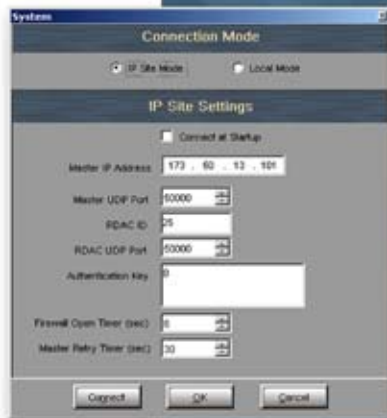 System
Connection Mode
IP Site Mode
Local Mode
IP Site Settings
Connect at Startup
Master IP Address 173 . 50 . 13 . 101
Master UDP Port 50000
RDAC ID 25
RDAC UDP Port 50000
Authentication Key 0
Firewall Open Timer (sec) 6
Master Retry Timer (sec) 30
Connect OK Cancel